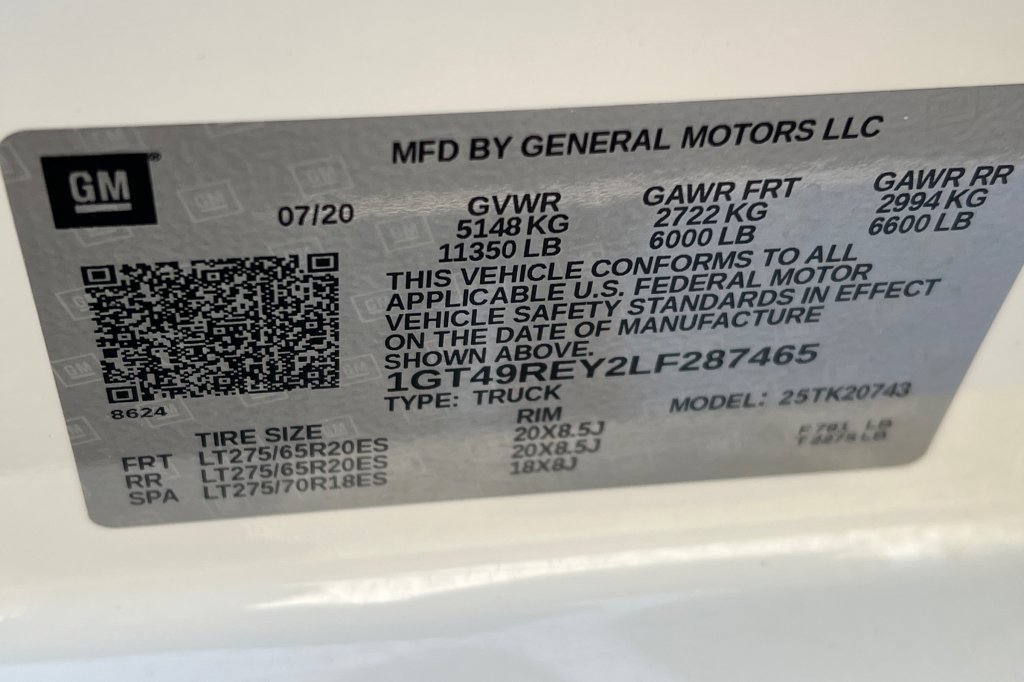 MFD BY GENERAL MOTORS LLC
GM
07/20
GVWR
5148 KG
11350 LB
GAWR FRT
2722 KG
6000 LB
GAWR RR
2994 KG
6600 LB
THIS VEHICLE CONFORMS TO ALL
APPLICABLE U.S. FEDERAL MOTOR
VEHICLE SAFETY STANDARDS IN EFFECT
ON THE DATE OF MANUFACTURE
SHOWN ABOVE.
1GT49REY2LF287465
TYPE: TRUCK
MODEL: 25TK20743
8624
TIRE SIZE RIM
FRT LT275/65R20ES 20X8.5J
RR LT275/65R20ES 20X8.5J
SPA LT275/70R18ES 18X8J
LB
LB